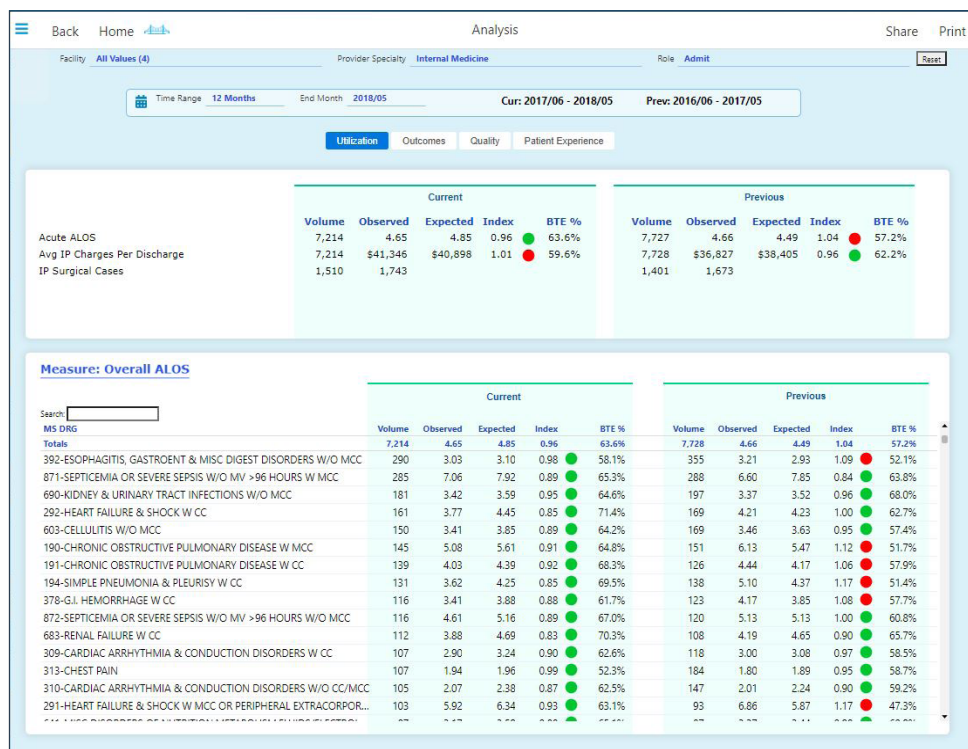 Back Home Analysis Share Print
Facility All Values (4) Provider Specialty Internal Medicine Role Admit Reset
Time Range 12 Months End Month 2018/05 Cur: 2017/06 - 2018/05 Prev: 2016/06 - 2017/05
Utilization Outcomes Quality Patient Experience
Current Previous
Volume Observed Expected Index BTE % Volume Observed Expected Index BTE %
Acute ALOS 7,214 4.65 4.85 0.96 63.6% 7,727 4.66 4.49 1.04 57.2%
Avg IP Charges Per Discharge 7,214 $41,346 $40,898 1.01 59.6% 7,728 $36,827 $38,405 0.96 62.2%
IP Surgical Cases 1,510 1,743 1,401 1,673
Measure: Overall ALOS
Current Previous
Search:
MS DRG Volume Observed Expected Index BTE % Volume Observed Expected Index BTE %
Totals 7,214 4.65 4.85 0.96 63.6% 7,728 4.66 4.49 1.04 57.2%
392-ESOPHAGITIS, GASTROENT & MISC DIGEST DISORDERS W/O MCC 290 3.03 3.10 0.98 58.1% 355 3.21 2.93 1.09 52.1%
871-SEPTICEMIA OR SEVERE SEPSIS W/O MV >96 HOURS W MCC 285 7.06 7.92 0.89 65.3% 288 6.60 7.85 0.84 63.8%
690-KIDNEY & URINARY TRACT INFECTIONS W/O MCC 181 3.42 3.59 0.95 64.6% 197 3.37 3.52 0.96 68.0%
292-HEART FAILURE & SHOCK W CC 161 3.77 4.45 0.85 71.4% 169 4.21 4.23 1.00 62.7%
603-CELLULITIS W/O MCC 150 3.41 3.85 0.89 64.2% 169 3.46 3.63 0.95 57.4%
190-CHRONIC OBSTRUCTIVE PULMONARY DISEASE W MCC 145 5.08 5.61 0.91 64.8% 151 6.13 5.47 1.12 51.7%
191-CHRONIC OBSTRUCTIVE PULMONARY DISEASE W CC 139 4.03 4.39 0.92 68.3% 126 4.44 4.17 1.06 57.9%
194-SIMPLE PNEUMONIA & PLEURISY W CC 131 3.62 4.25 0.85 69.5% 138 5.10 4.37 1.17 51.4%
378-G.I. HEMORRHAGE W CC 116 3.41 3.88 0.88 61.7% 123 4.17 3.85 1.08 57.7%
872-SEPTICEMIA OR SEVERE SEPSIS W/O MV >96 HOURS W/O MCC 116 4.61 5.16 0.89 67.0% 120 5.13 5.13 1.00 60.8%
683-RENAL FAILURE W CC 112 3.88 4.69 0.83 70.3% 108 4.19 4.65 0.90 65.7%
309-CARDIAC ARRHYTHMIA & CONDUCTION DISORDERS W CC 107 2.90 3.24 0.90 62.6% 118 3.00 3.08 0.97 58.5%
313-CHEST PAIN 107 1.94 1.96 0.99 52.3% 184 1.80 1.89 0.95 58.7%
310-CARDIAC ARRHYTHMIA & CONDUCTION DISORDERS W/O CC/MCC 105 2.07 2.38 0.87 62.5% 147 2.01 2.24 0.90 59.2%
291-HEART FAILURE & SHOCK W MCC OR PERIPHERAL EXTRACORPOR... 103 5.92 6.34 0.93 63.1% 93 6.86 5.87 1.17 47.3%